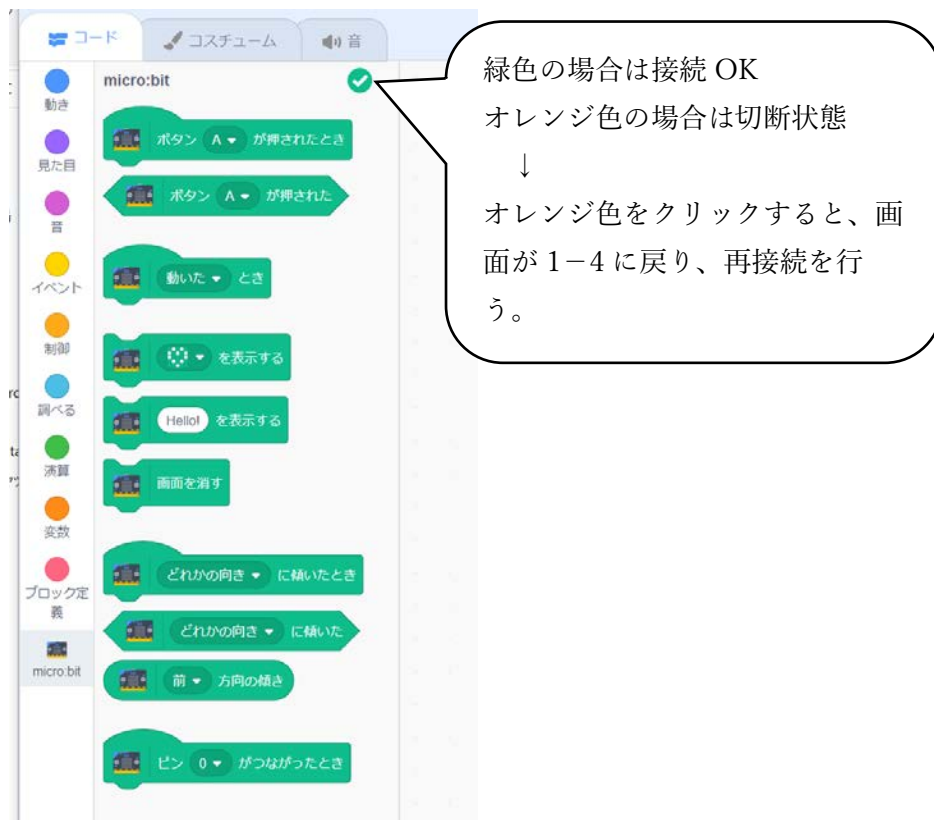 コード
コスチューム
音
micro:bit
動き
見た目
音
イベント
制御
調べる
演算
変数
ブロック定
義
micro:bit
ボタン A が押されたとき
ボタン A が押された
動いた とき
を表示する
Hello! を表示する
画面を消す
どれかの向き に傾いたとき
どれかの向き に傾いた
前 方向の傾き
ピン 0 がつながったとき
緑色の場合は接続 OK
オレンジ色の場合は切断状態
↓
オレンジ色をクリックすると、画
面が 1－4 に戻り、再接続を行
う。